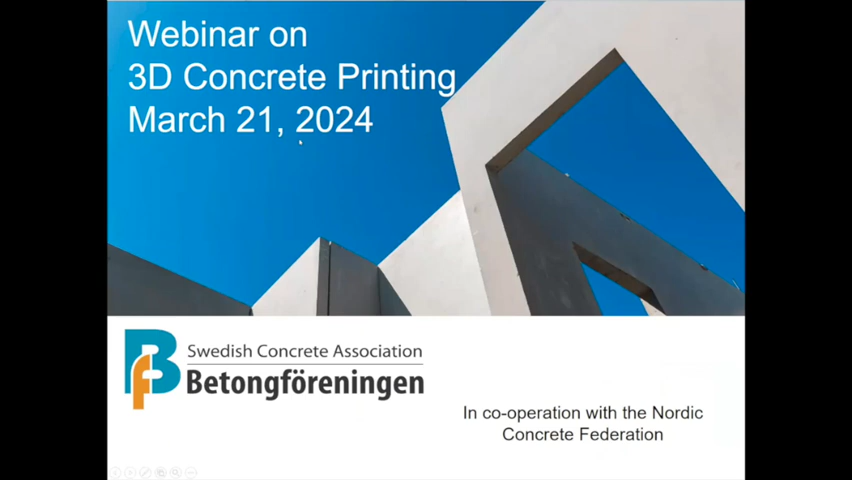 Webinar on
3D Concrete Printing
March 21, 2024
Swedish Concrete Association
Betongföreningen
In co-operation with the Nordic
Concrete Federation